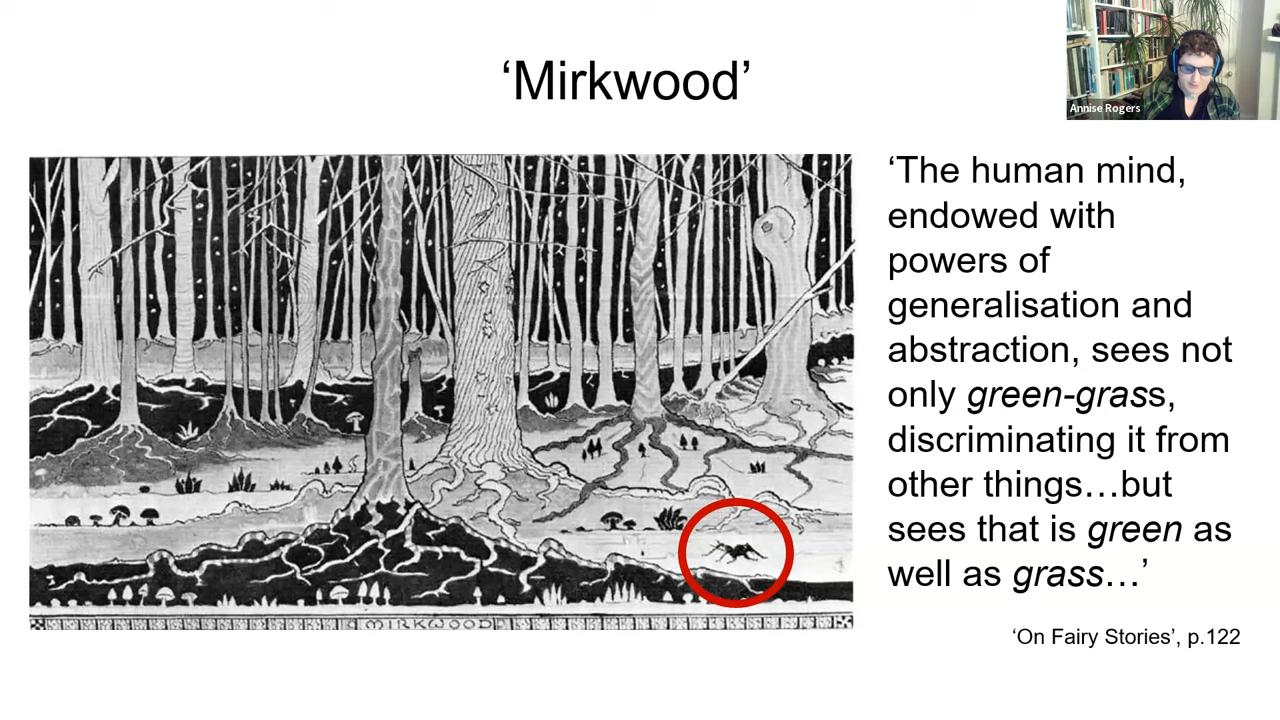 ‘Mirkwood’
Annise Rogers
‘The human mind,
endowed with
powers of
generalisation and
abstraction, sees not
only green-grass,
discriminating it from
other things…but
sees that is green as
well as grass…’
MIRKWOOD
‘On Fairy Stories’, p.122